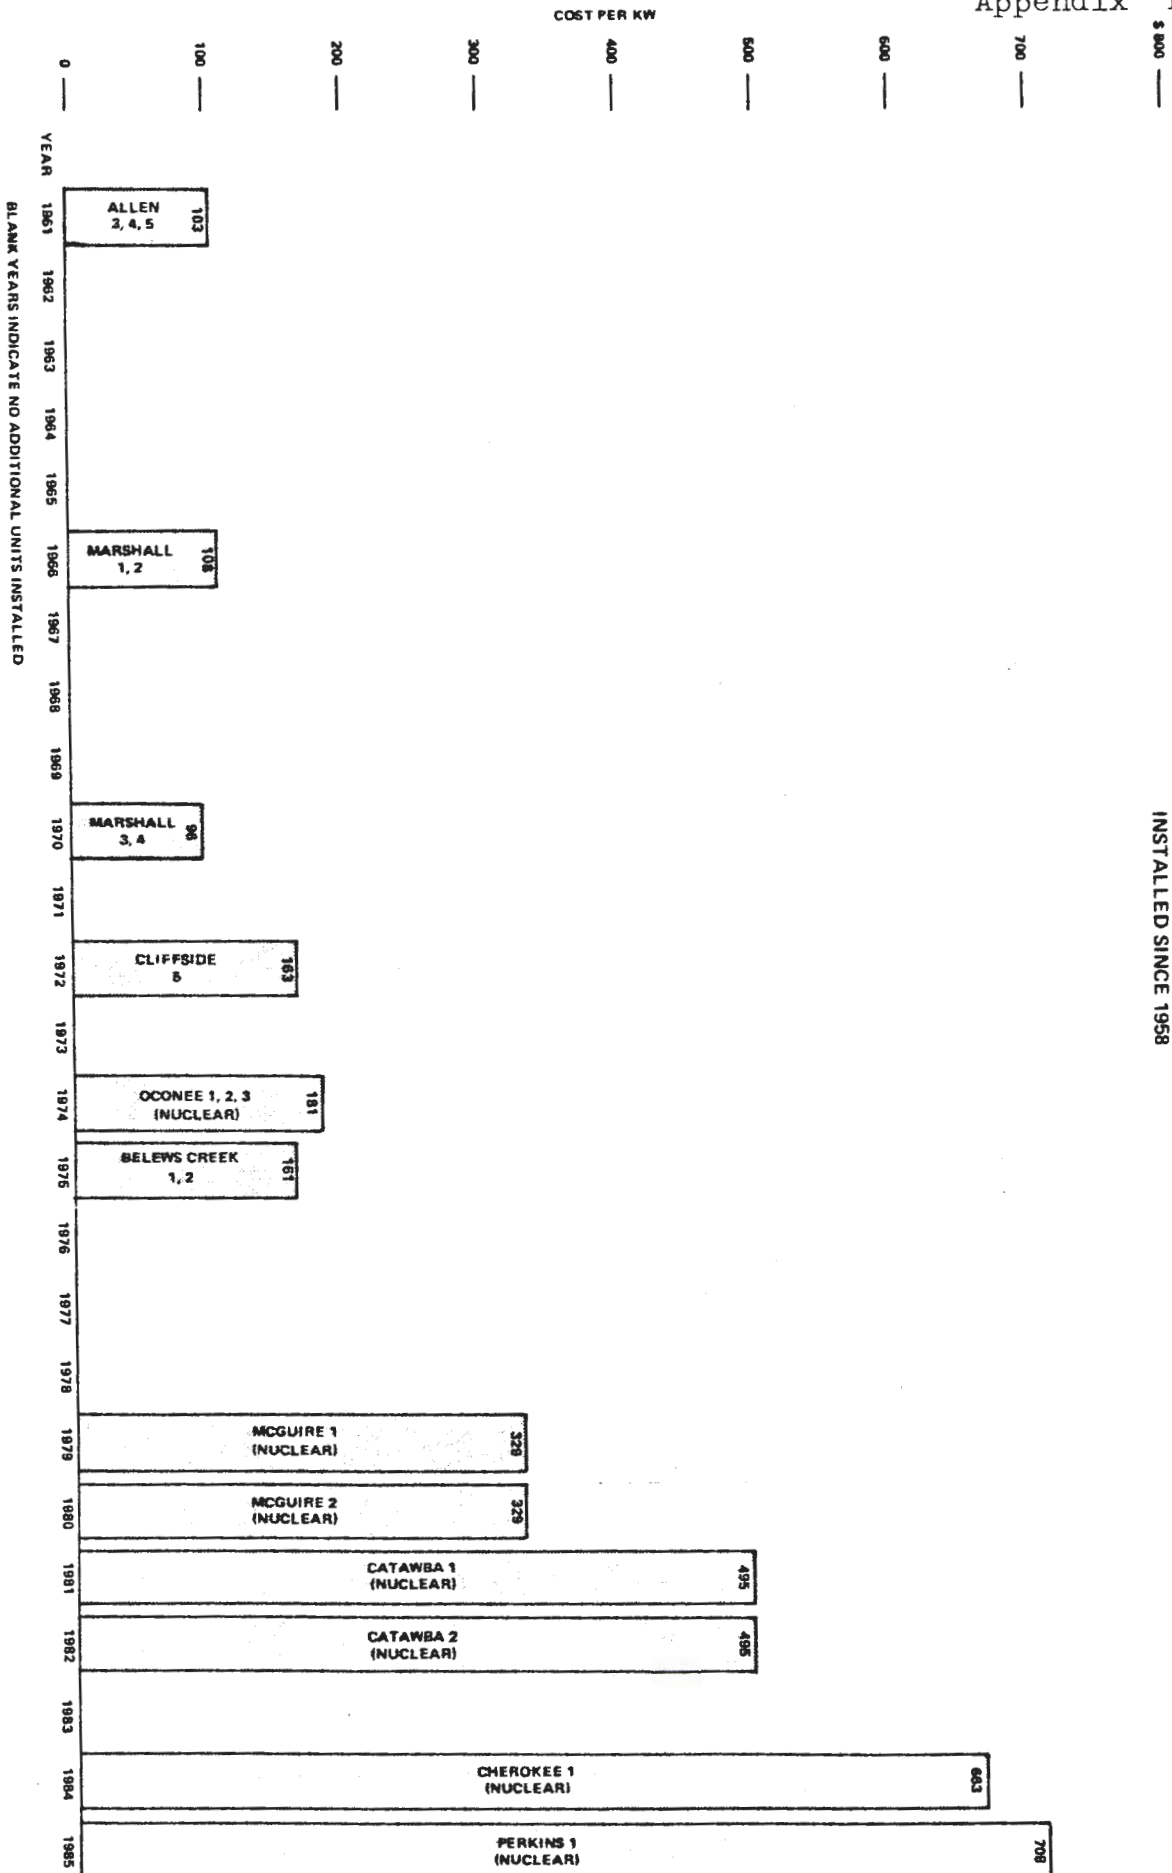 Appendix
INSTALLED SINCE 1958
COST PER KW
$ 800
700
600
500
400
300
200
100
0
YEAR
1961
1962
1963
1964
1965
1966
1967
1968
1969
1970
1971
1972
1973
1974
1975
1976
1977
1978
1979
1980
1981
1982
1983
1984
1985
103
ALLEN
3, 4, 5
108
MARSHALL
1, 2
96
MARSHALL
3, 4
163
CLIFFSIDE
5
181
OCONEE 1, 2, 3
(NUCLEAR)
161
BELEWS CREEK
1, 2
329
MCGUIRE 1
(NUCLEAR)
329
MCGUIRE 2
(NUCLEAR)
495
CATAWBA 1
(NUCLEAR)
495
CATAWBA 2
(NUCLEAR)
663
CHEROKEE 1
(NUCLEAR)
708
PERKINS 1
(NUCLEAR)
BLANK YEARS INDICATE NO ADDITIONAL UNITS INSTALLED